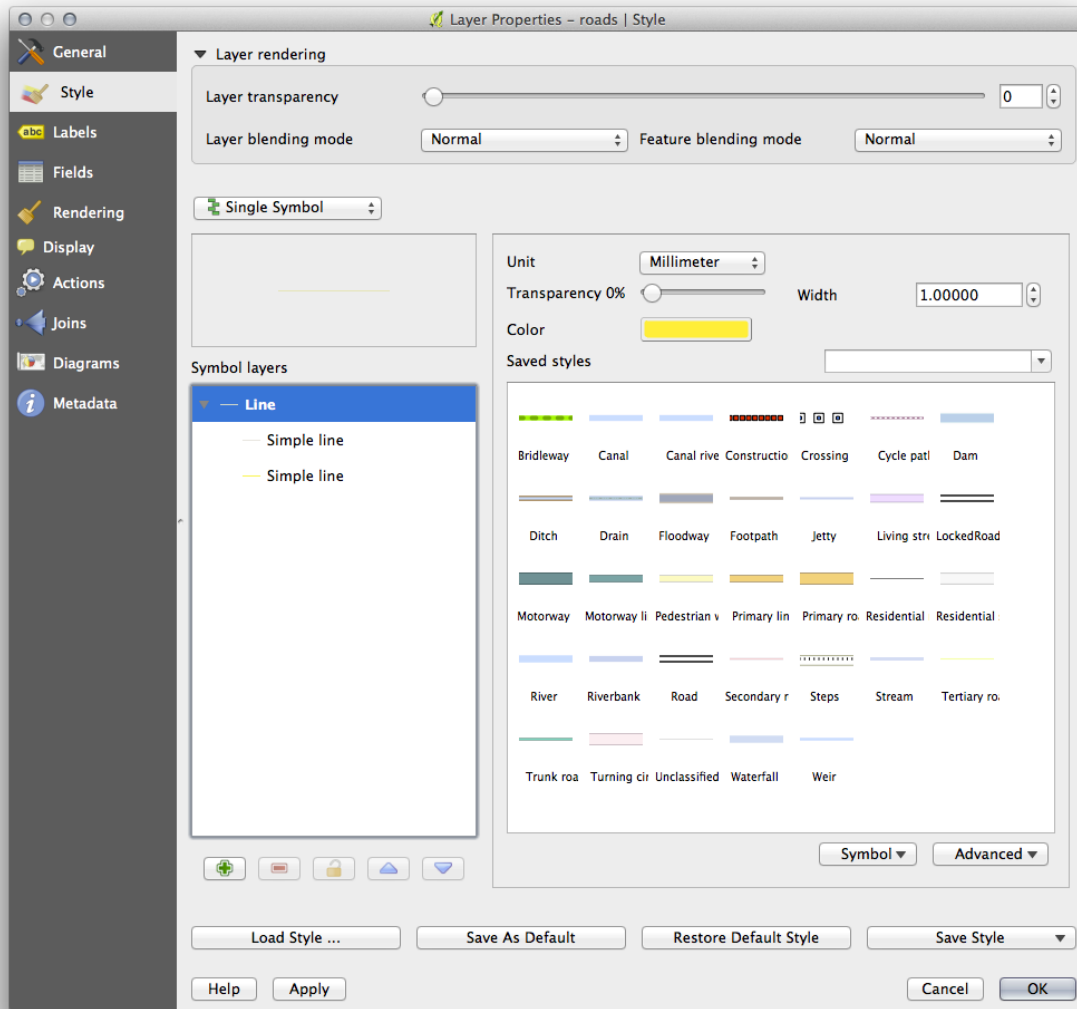 Layer Properties – roads | Style
General
Style
abc Labels
Fields
Rendering
Display
Actions
Joins
Diagrams
i Metadata
Layer rendering
Layer transparency 0
Layer blending mode Normal Feature blending mode Normal
Single Symbol
Unit Millimeter
Transparency 0% Width 1.00000
Color
Saved styles
Symbol layers
Line
Simple line
Simple line
Bridleway Canal Canal rive Constructio Crossing Cycle patl Dam
Ditch Drain Floodway Footpath Jetty Living stre LockedRoad
Motorway Motorway li Pedestrian v Primary lin Primary ro Residential Residential
River Riverbank Road Secondary r Steps Stream Tertiary ro
Trunk roa Turning cir Unclassified Waterfall Weir
Symbol Advanced
Load Style ... Save As Default Restore Default Style Save Style
Help Apply Cancel OK